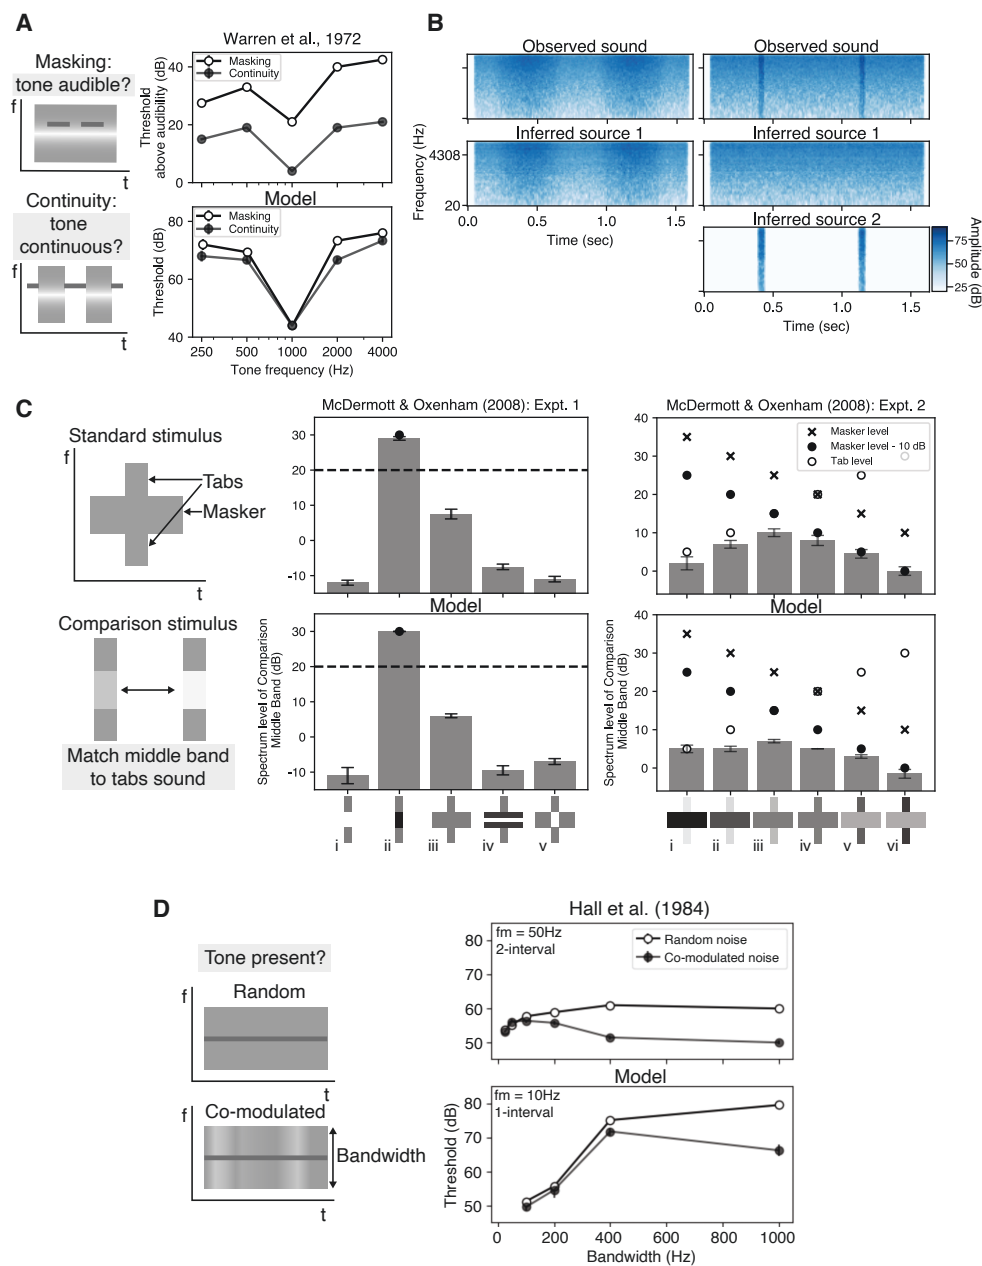 A
Masking:
tone audible?
f
t
Continuity:
tone
continuous?
f
t
Warren et al., 1972
Masking
Continuity
Threshold
above audibility (dB)
40
20
0
Model
Masking
Continuity
Threshold (dB)
80
60
40
250
500
1000
2000
4000
Tone frequency (Hz)
B
Observed sound
Observed sound
Inferred source 1
Inferred source 1
Frequency (Hz)
4308
20
0.0
0.5
1.0
1.5
Time (sec)
Inferred source 2
0.0
0.5
1.0
1.5
Time (sec)
−75
−50
−25
Amplitude (dB)
C
Standard stimulus
f
Tabs
Masker
t
Comparison stimulus
Match middle band
to tabs sound
McDermott & Oxenham (2008): Expt. 1
30
20
10
0
-10
Model
Spectrum level of Comparison
Middle Band (dB)
30
20
10
0
-10
i
ii
iii
iv
v
McDermott & Oxenham (2008): Expt. 2
Masker level
Masker level - 10 dB
Tab level
40
30
20
10
0
Model
Spectrum level of Comparison
Middle Band (dB)
40
30
20
10
0
i
ii
iii
iv
v
vi
D
Tone present?
Random
f
t
Co-modulated
f
Bandwidth
t
Hall et al. (1984)
fm = 50Hz
2-interval
Random noise
Co-modulated noise
80
70
60
50
Model
fm = 10Hz
1-interval
Threshold (dB)
80
70
60
50
0
200
400
600
800
1000
Bandwidth (Hz)